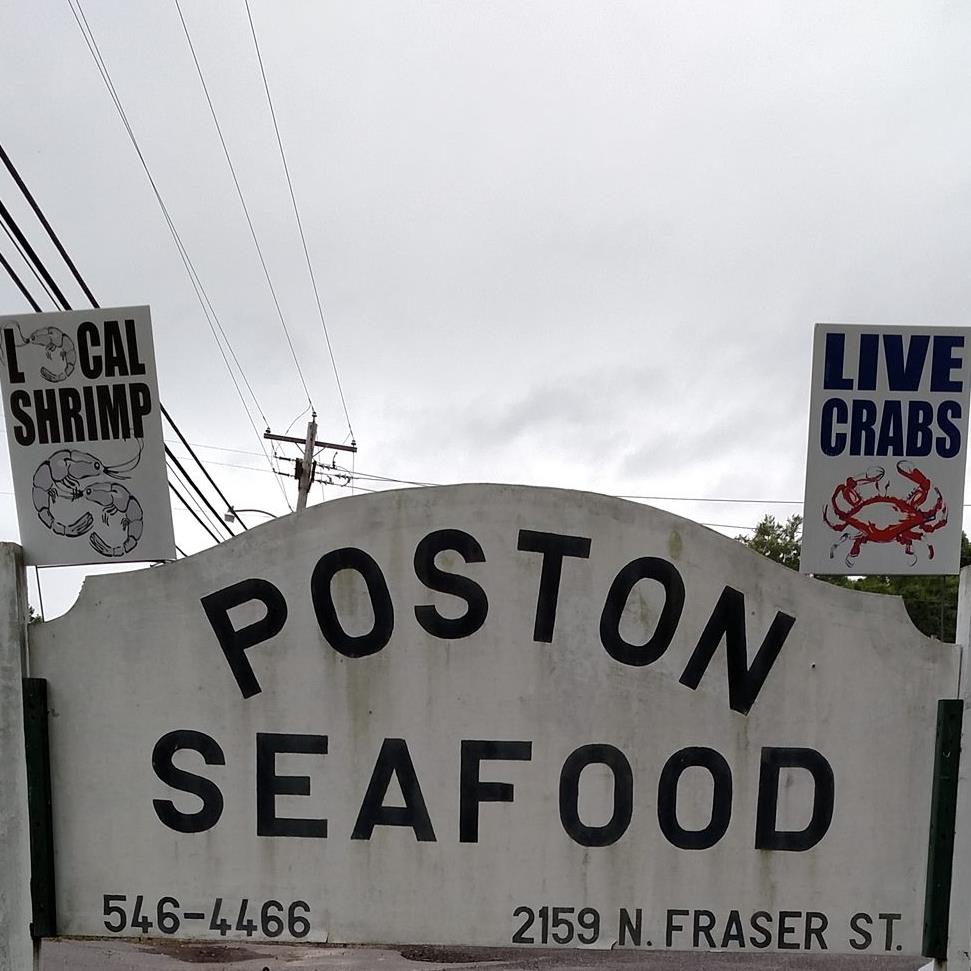 LOCAL
SHRIMP
LIVE
CRABS
POSTON
SEAFOOD
546-4466
2159 N. FRASER ST.